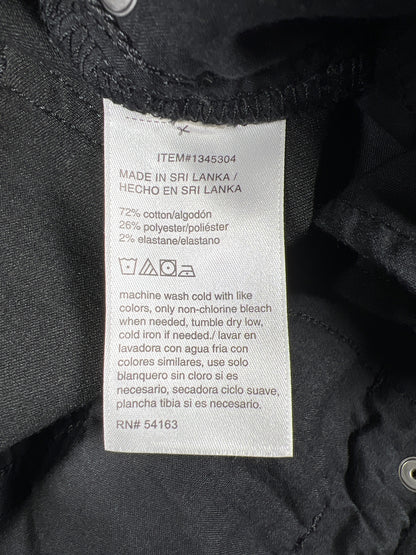 ITEM#1345304
MADE IN SRI LANKA /
HECHO EN SRI LANKA
72% cotton/algodón
26% polyester/poliéster
2% elastane/elastano
machine wash cold with like
colors, only non-chlorine bleach
when needed, tumble dry low,
cold iron if needed./ lavar en
lavadora con agua fria con
colores similares, use solo
blanquero sin cloro si es
necesario, secadora ciclo suave,
plancha tibia si es necesario.
RN# 54163